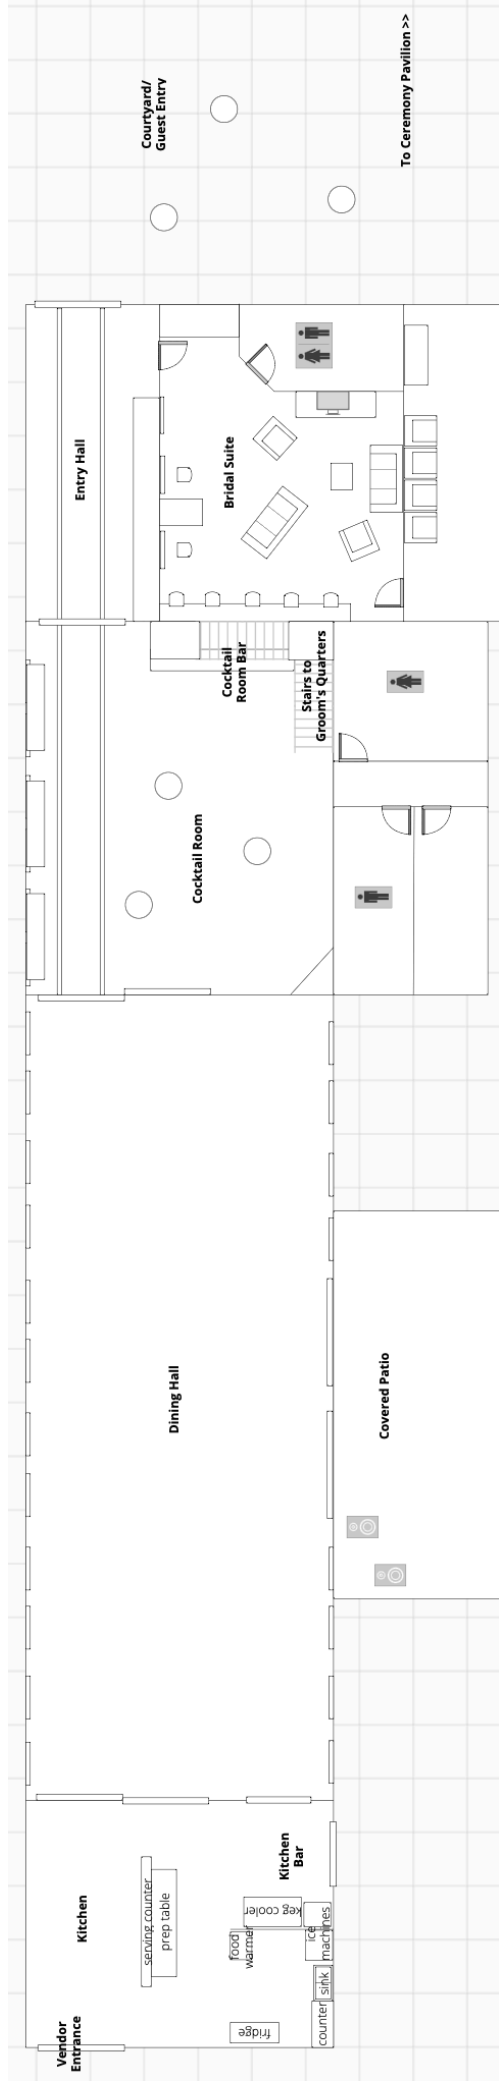 Courtyard/
Guest Entry
To Ceremony Pavilion >>
Entry Hall
Bridal Suite
Cocktail
Room Bar
Stairs to
Groom's Quarters
Cocktail Room
Dining Hall
Covered Patio
Kitchen
Bar
Kitchen
serving counter
prep table
keg cooler
food
warmer
ice
machines
sink
fridge
counter
Vendor
Entrance